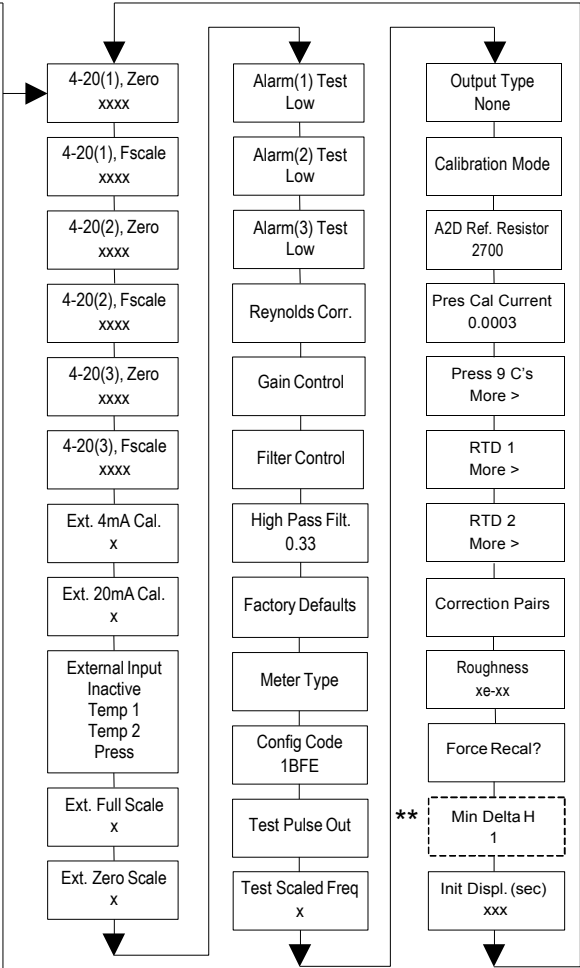 4-20(1), Zero
xxxx
4-20(1), Fscale
xxxx
4-20(2), Zero
xxxx
4-20(2), Fscale
xxxx
4-20(3), Zero
xxxx
4-20(3), Fscale
xxxx
Ext. 4mA Cal.
x
Ext. 20mA Cal.
x
External Input
Inactive
Temp 1
Temp 2
Press
Ext. Full Scale
x
Ext. Zero Scale
x
Alarm(1) Test
Low
Alarm(2) Test
Low
Alarm(3) Test
Low
Reynolds Corr.
Gain Control
Filter Control
High Pass Filt.
0.33
Factory Defaults
Meter Type
Config Code
1BFE
Test Pulse Out
Test Scaled Freq
x
Output Type
None
Calibration Mode
A2D Ref. Resistor
2700
Pres Cal Current
0.0003
Press 9 C's
More >
RTD 1
More >
RTD 2
More >
Correction Pairs
Roughness
xe-xx
Force Recal?
** Min Delta H
1
Init Displ. (sec)
xxx